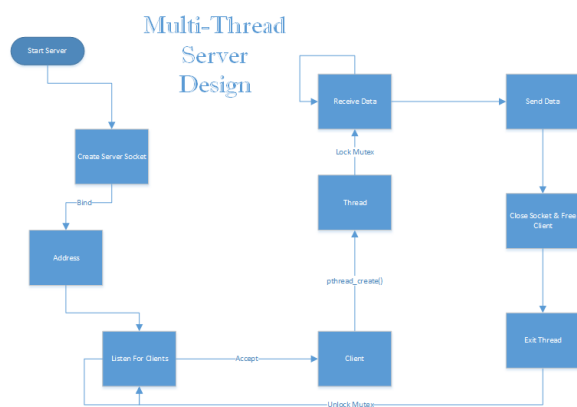 Multi-Thread
Server
Design
Start Server
Create Server Socket
Bind
Address
Listen For Clients
Accept
Client
pthread_create()
Thread
Lock Mutex
Receive Data
Send Data
Close Socket & Free
Client
Exit Thread
Unlock Mutex